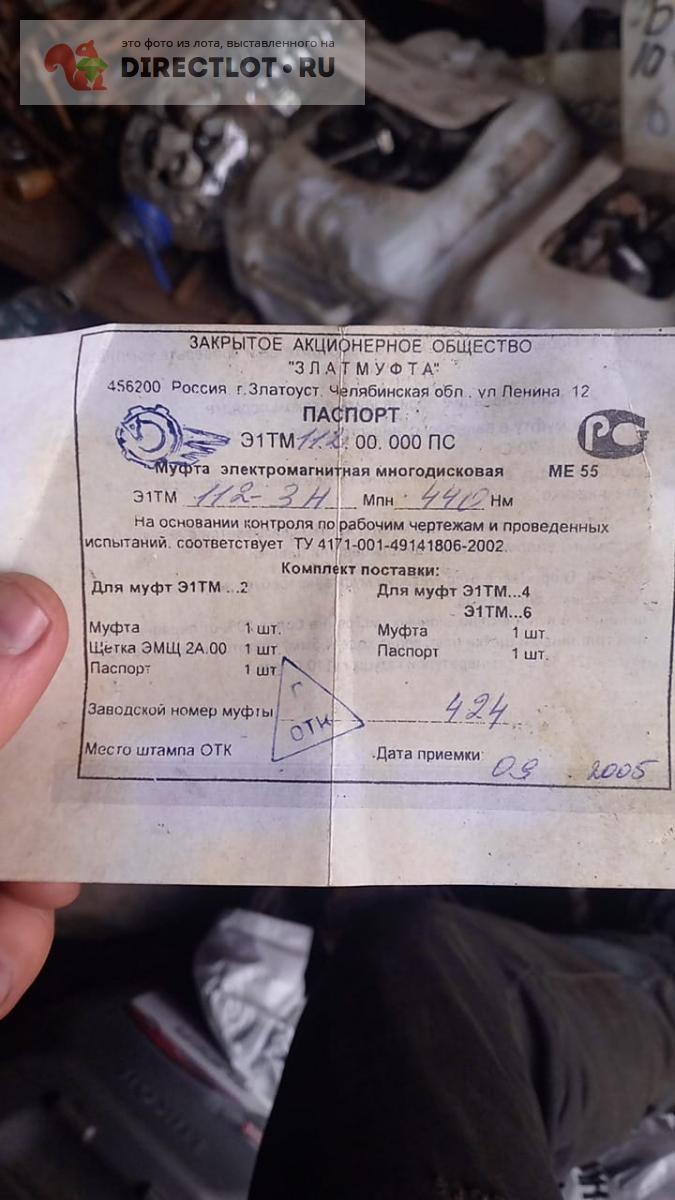 это фото из лота, выставленного на
DIRECTLOT.RU
10
ЗАКРЫТОЕ АКЦИОНЕРНОЕ ОБЩЕСТВО
"ЗЛАТМУФТА"
456200 Россия г.Златоуст, Челябинская обл., ул Ленина, 12
ПАСПОРТ
Э1ТМ 112 00. 000 ПС
РС
Муфта электромагнитная многодисковая МЕ 55
Э1ТМ 112-3Н Мпн 440 Нм
На основании контроля по рабочим чертежам и проведенных
испытаний. соответствует ТУ 4171-001-49141806-2002.
Комплект поставки:
Для муфт Э1ТМ...2 Для муфт Э1ТМ...4
Э1ТМ...6
Муфта 1 шт. Муфта 1 шт.
Щетка ЭМЩ 2А.00 1 шт. Паспорт 1 шт.
Паспорт 1 шт.
Заводской номер муфты 424
Г
ОТК
Место штампа ОТК Дата приемки: 09 . 2005